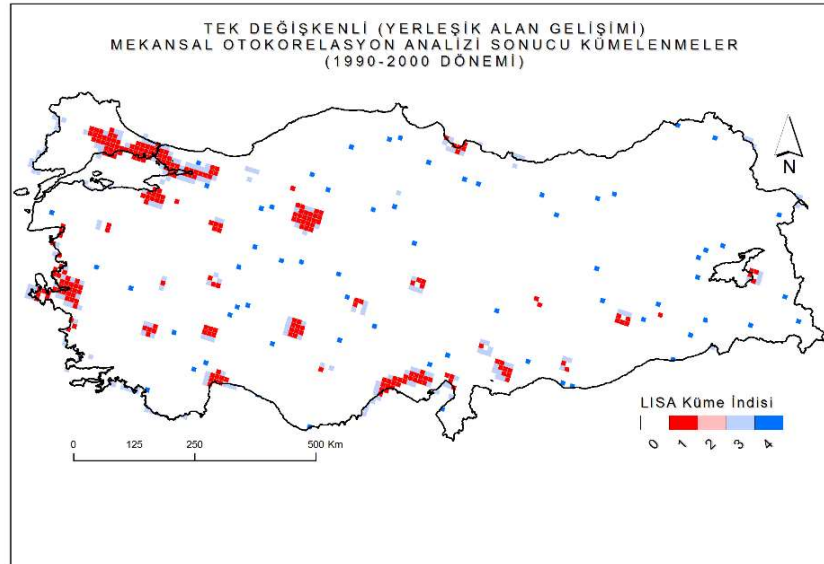 TEK DEĞİŞKENLİ (YERLEŞİK ALAN GELİŞİMİ)
MEKANSAL OTOKORELASYON ANALİZİ SONUCU KÜMELENMELER
(1990-2000 DÖNEMİ)
N
LISA Küme İndisi
0 1 2 3 4
0 125 250 500 Km